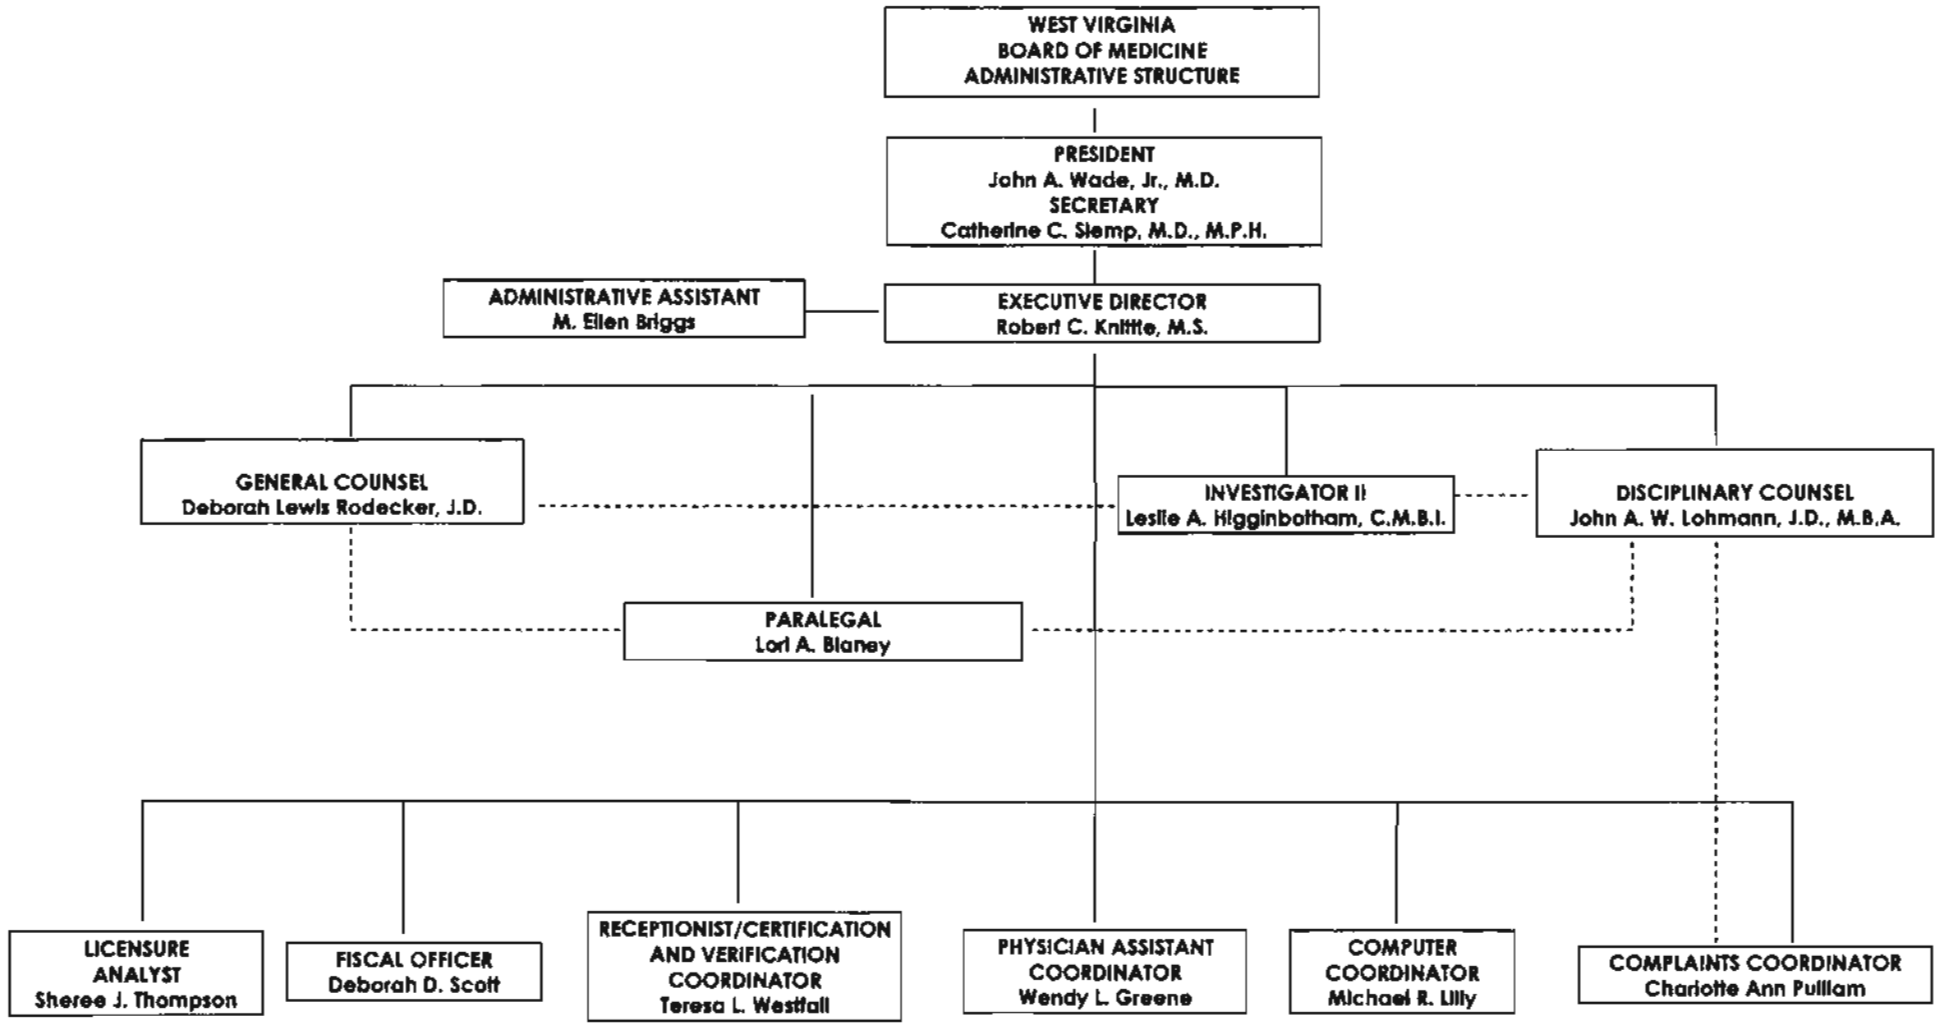 WEST VIRGINIA
BOARD OF MEDICINE
ADMINISTRATIVE STRUCTURE
PRESIDENT
John A. Wade, Jr., M.D.
SECRETARY
Catherine C. Slemp, M.D., M.P.H.
ADMINISTRATIVE ASSISTANT
M. Ellen Briggs
EXECUTIVE DIRECTOR
Robert C. Knittle, M.S.
GENERAL COUNSEL
Deborah Lewis Rodecker, J.D.
INVESTIGATOR II
Leslie A. Higginbotham, C.M.B.I.
DISCIPLINARY COUNSEL
John A. W. Lohmann, J.D., M.B.A.
PARALEGAL
Lori A. Blaney
LICENSURE
ANALYST
Sheree J. Thompson
FISCAL OFFICER
Deborah D. Scott
RECEPTIONIST/CERTIFICATION
AND VERIFICATION
COORDINATOR
Teresa L. Westfall
PHYSICIAN ASSISTANT
COORDINATOR
Wendy L. Greene
COMPUTER
COORDINATOR
Michael R. Lilly
COMPLAINTS COORDINATOR
Charlotte Ann Pulliam